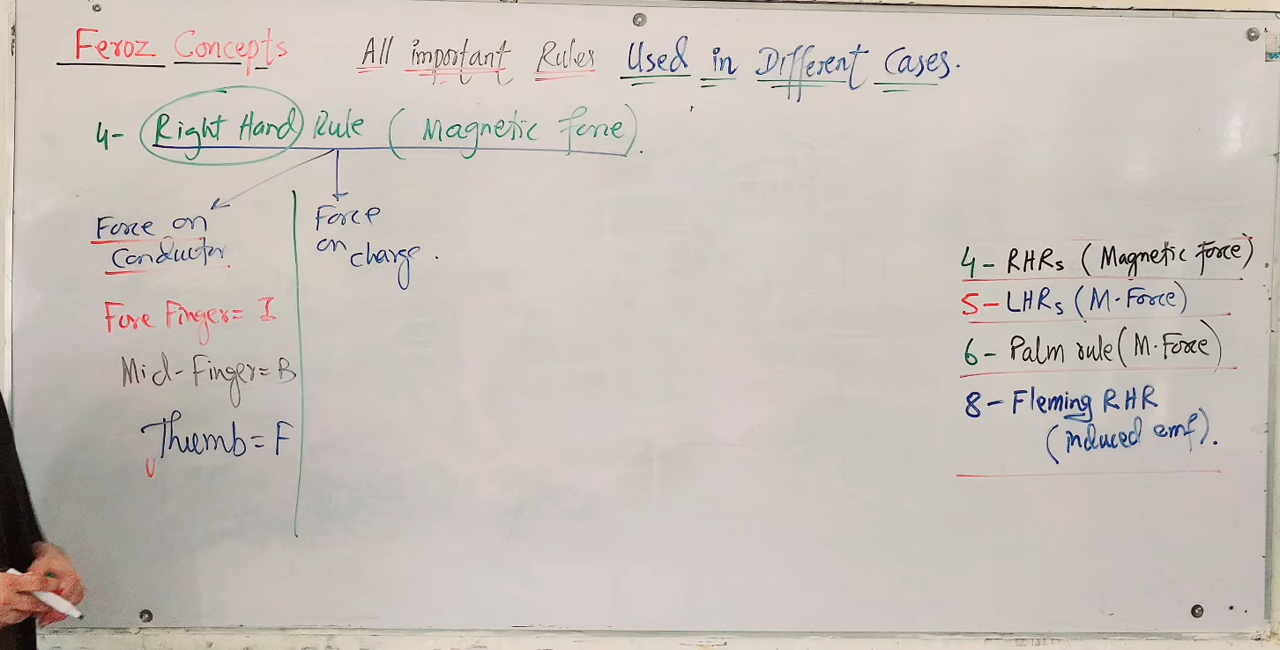 Feroz Concepts All important Rules Used in Different Cases.
4- Right Hand Rule (Magnetic force).
Force on
Conductor
Fore Finger = I
Mid-Finger = B
Thumb = F
Force
on
charge.
4- RHRs (Magnetic Force)
5- LHRs (M. Force)
6- Palm rule (M. Force)
8- Fleming RHR
(induced emf).